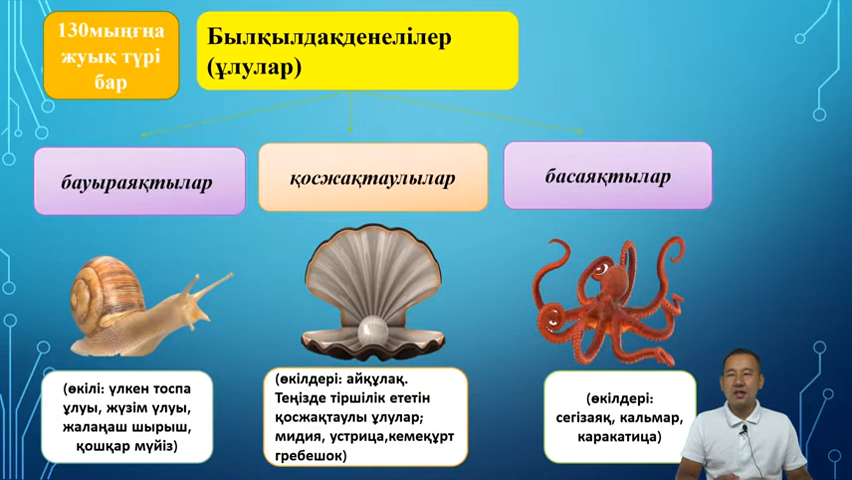 130мыңғңа
жуық түрі
бар
Былқылдақденелілер
(ұлулар)
бауыраяқтылар
қосжақтаулылар
басаяқтылар
(өкілі: үлкен тоспа
ұлуы, жүзім ұлуы,
жалаңаш шырыш,
қошқар мүйіз)
(өкілдері: айқұлақ.
Теңізде тіршілік ететін
қосжақтаулы ұлулар;
мидия, устрица,кемеқұрт
гребешок)
(өкілдері:
сегізаяқ, кальмар,
каракатица)